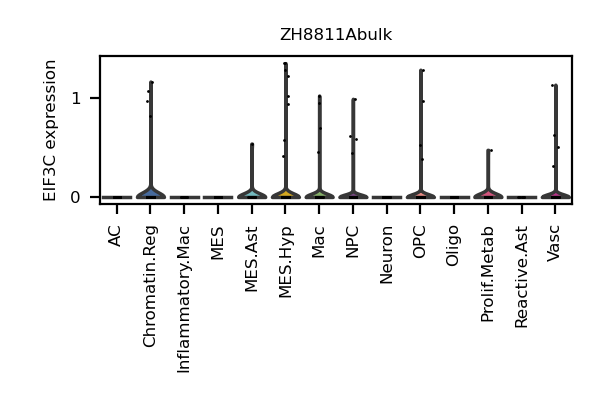 ZH8811Abulk
EIF3C expression
1
0
AC
Chromatin.Reg
Inflammatory.Mac
MES
MES.Ast
MES.Hyp
Mac
NPC
Neuron
OPC
Oligo
Prolif.Metab
Reactive.Ast
Vasc